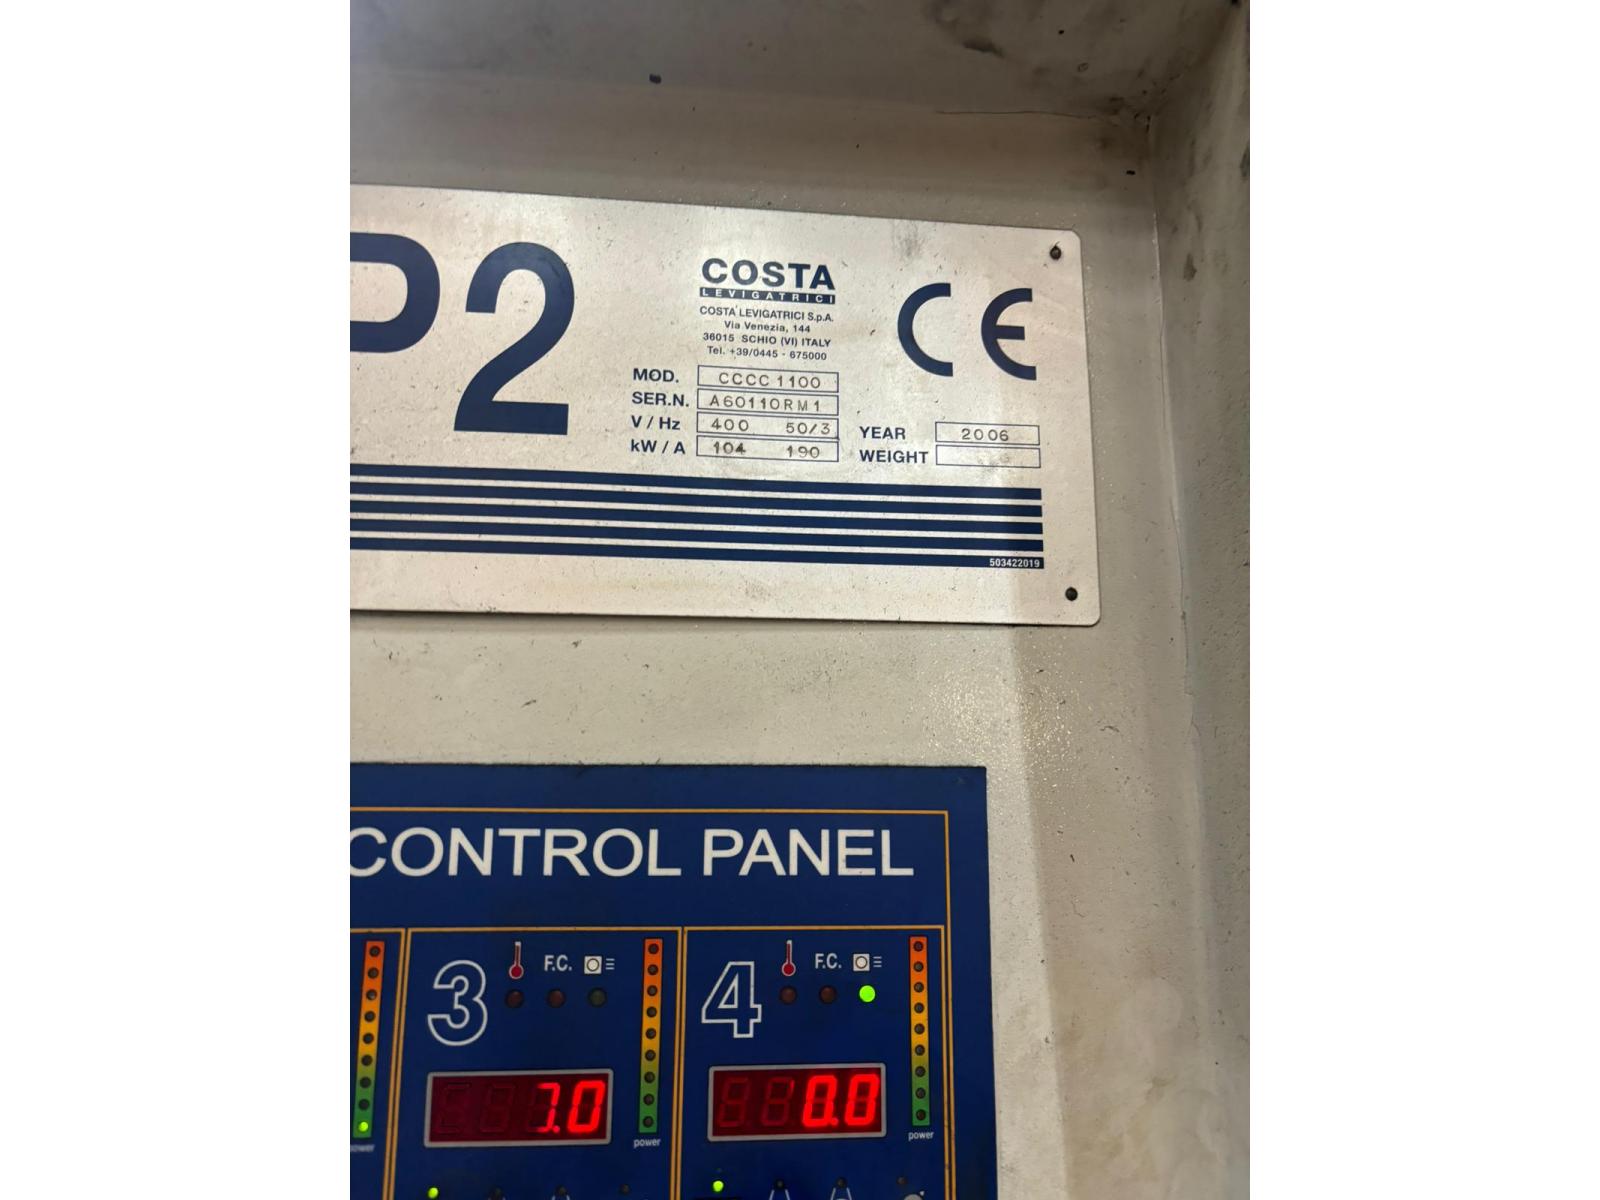 P2
COSTA
LEVIGATRICI
COSTA LEVIGATRICI S.p.A.
Via Venezia, 144
36015 SCHIO (VI) ITALY
Tel. +39/0445 - 675000
CE
MOD. CCCC 1100
SER.N. A60110RM1
V / Hz 400 50/3
kW / A 104 190
YEAR 2006
WEIGHT
503422019
CONTROL PANEL
3 F.C.
4 F.C.
0.0
power
power